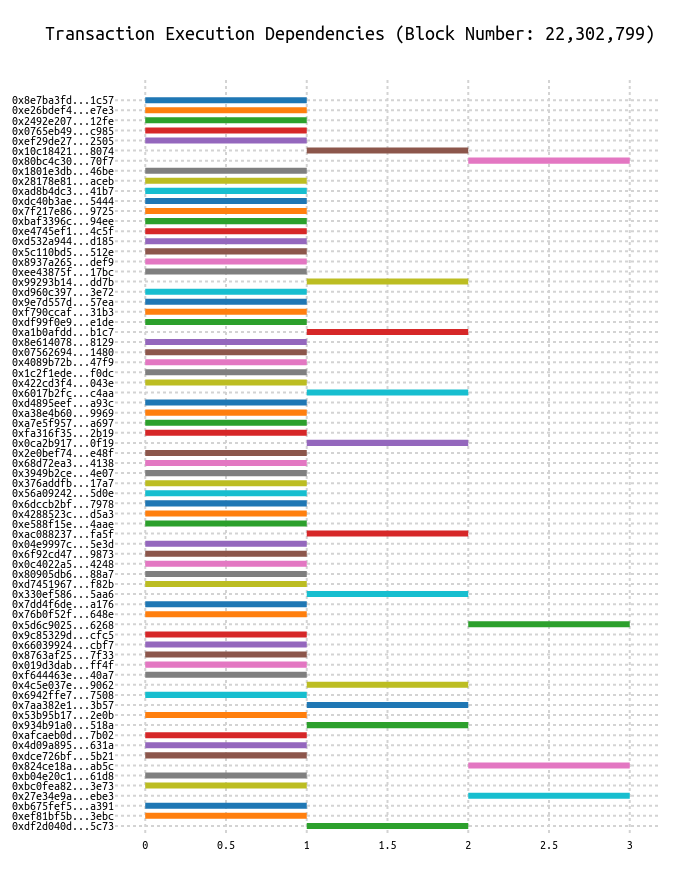 Transaction Execution Dependencies (Block Number: 22,302,799)
0x8e7ba3fd...1c57
0xe26bdef4...e7e3
0x2492e207...12fe
0x0765eb49...c985
0xef29de27...2505
0x10c18421...8074
0x80bc4c30...70f7
0x1801e3db...46be
0x28178e81...aceb
0xad8b4dc3...41b7
0xdc40b3ae...5444
0x7f217e86...9725
0xbaf3396c...94ee
0xe4745ef1...4c5f
0xd532a944...d185
0x5c110bd5...512e
0x8937a265...def9
0xee43875f...17bc
0x99293b14...dd7b
0xd960c397...3e72
0x9e7d557d...57ea
0xf790ccaf...31b3
0xdf99f0e9...e1de
0xa1b0afdd...b1c7
0x8e614078...8129
0x07562694...1480
0x4089b72b...47f9
0x1c2f1ede...f0dc
0x422cd3f4...043e
0x6017b2fc...c4aa
0xd4895eef...a93c
0xa38e4b60...9969
0xa7e5f957...a697
0xfa316f35...2b19
0x0ca2b917...0f19
0x2e0bef74...e48f
0x68d72ea3...4138
0x3949b2ce...4e07
0x376addfb...17a7
0x56a09242...5d0e
0x6dccb2bf...7978
0x4288523c...d5a3
0xe588f15e...4aae
0xac088237...fa5f
0x04e9997c...5e3d
0x6f92cd47...9873
0x0c4022a5...4248
0x80905db6...88a7
0xd7451967...f82b
0x330ef586...5aa6
0x7dd4f6de...a176
0x76b0f52f...648e
0x5d6c9025...6268
0x9c85329d...cfc5
0x66039924...cbf7
0x8763af25...7f33
0x019d3dab...ff4f
0xf644463e...40a7
0x4c5e037e...9062
0x6942ffe7...7508
0x7aa382e1...3b57
0x53b95b17...2e0b
0x934b91a0...518a
0xafcaeb0d...7b02
0x4d09a895...631a
0xdce726bf...5b21
0x824ce18a...ab5c
0xb04e20c1...61d8
0xbc0fea82...3e73
0x27e34e9a...ebe3
0xb675fef5...a391
0xef81bf5b...3ebc
0xdf2d040d...5c73
0 0.5 1 1.5 2 2.5 3